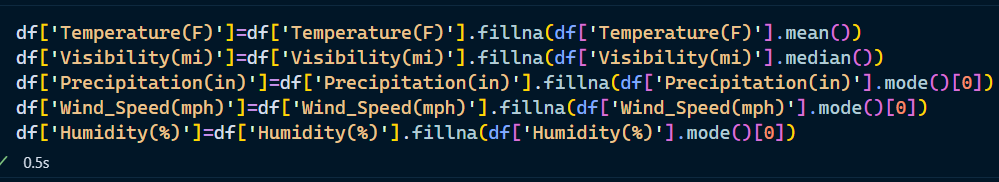 df['Temperature(F)']=df['Temperature(F)'].fillna(df['Temperature(F)'].mean())
df['Visibility(mi)']=df['Visibility(mi)'].fillna(df['Visibility(mi)'].median())
df['Precipitation(in)']=df['Precipitation(in)'].fillna(df['Precipitation(in)'].mode()[0])
df['Wind_Speed(mph)']=df['Wind_Speed(mph)'].fillna(df['Wind_Speed(mph)'].mode()[0])
df['Humidity(%)']=df['Humidity(%)'].fillna(df['Humidity(%)'].mode()[0])
✓ 0.5s